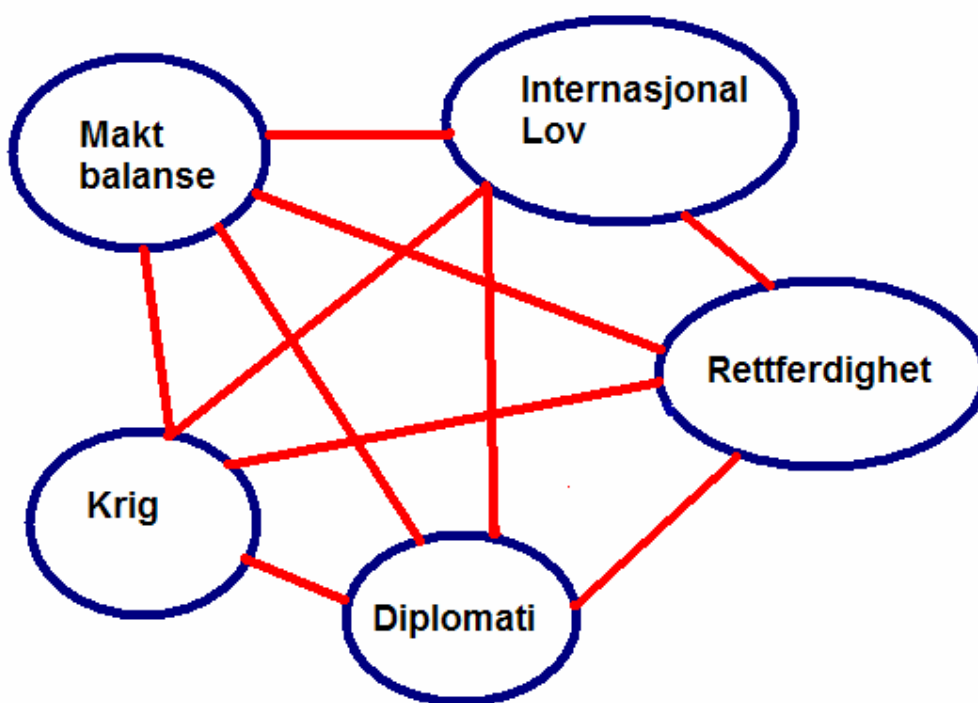 Makt
balanse
Internasjonal
Lov
Rettferdighet
Krig
Diplomati